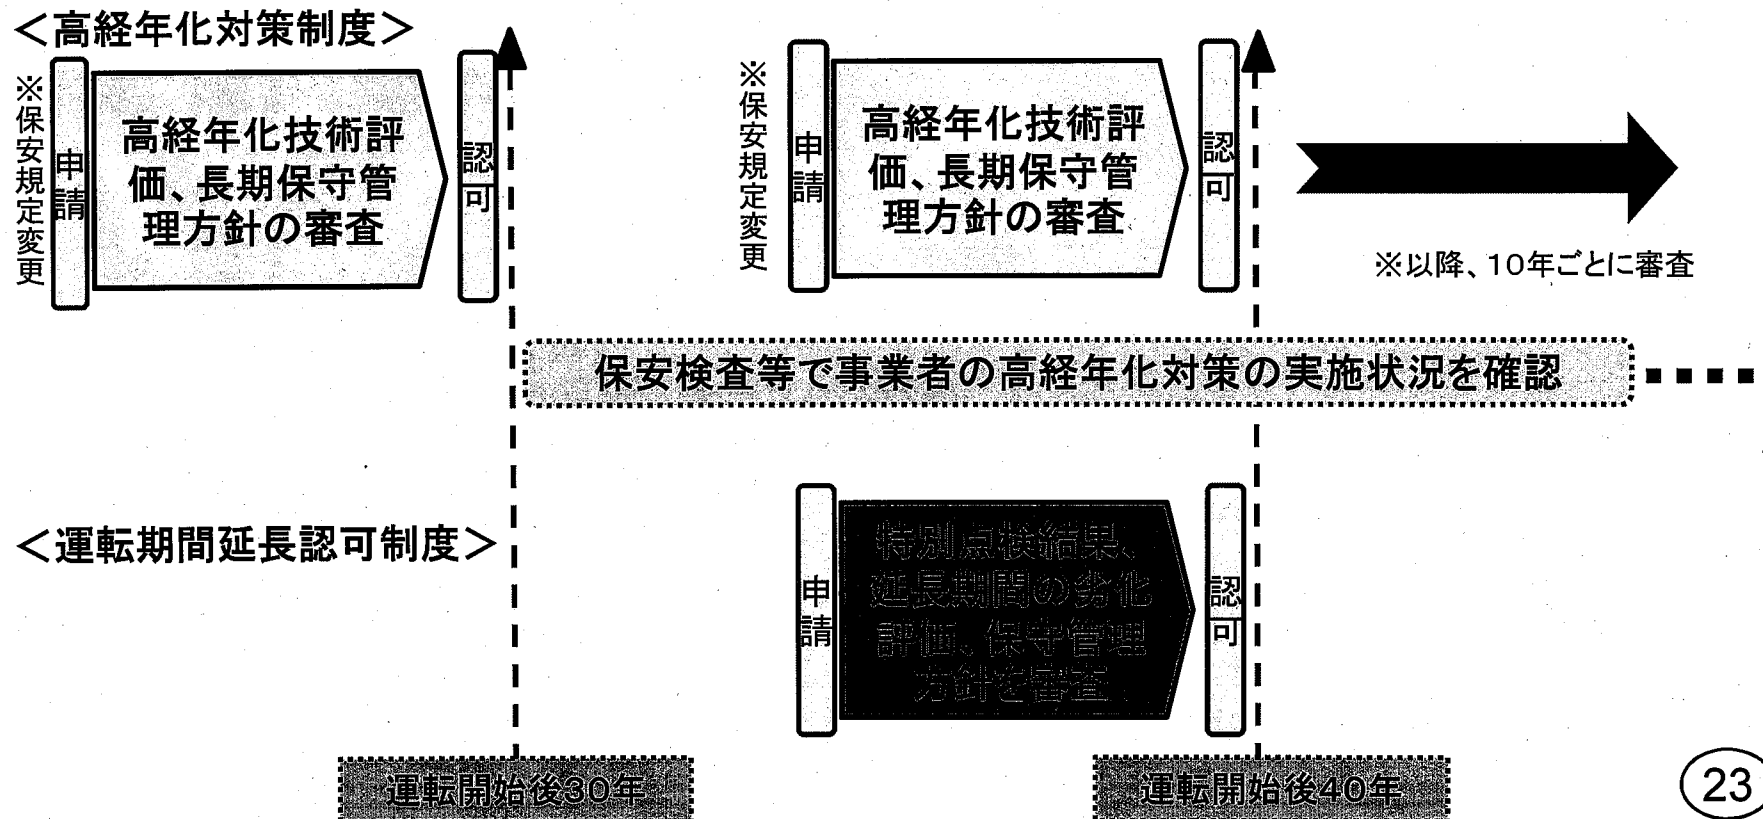 ＜高経年化対策制度＞
※保安規定変更
申請
高経年化技術評
価、長期保守管
理方針の審査
認可
※保安規定変更
申請
高経年化技術評
価、長期保守管
理方針の審査
認可
※以降、10年ごとに審査
保安検査等で事業者の高経年化対策の実施状況を確認
＜運転期間延長認可制度＞
申請
特別点検結果、
延長期間の劣化
評価、保守管理
方針を審査
認可
運転開始後30年
運転開始後40年
23